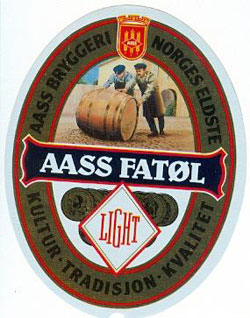 AASS BRYGGERI
NORGES ELDSTE
AASS FATØL
LIGHT
KULTUR · TRADISJON · KVALITET